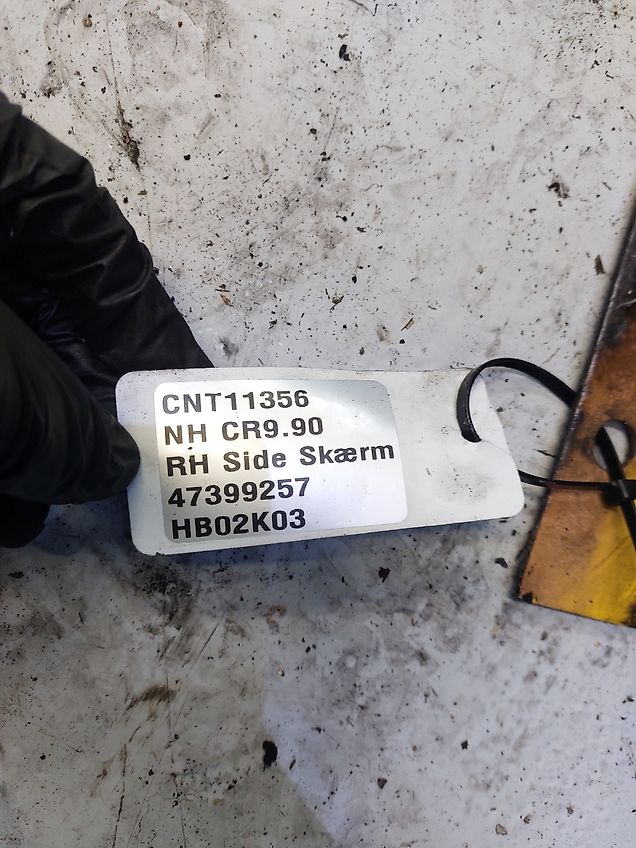 CNT11356
NH CR9.90
RH Side Skærm
47399257
HB02K03